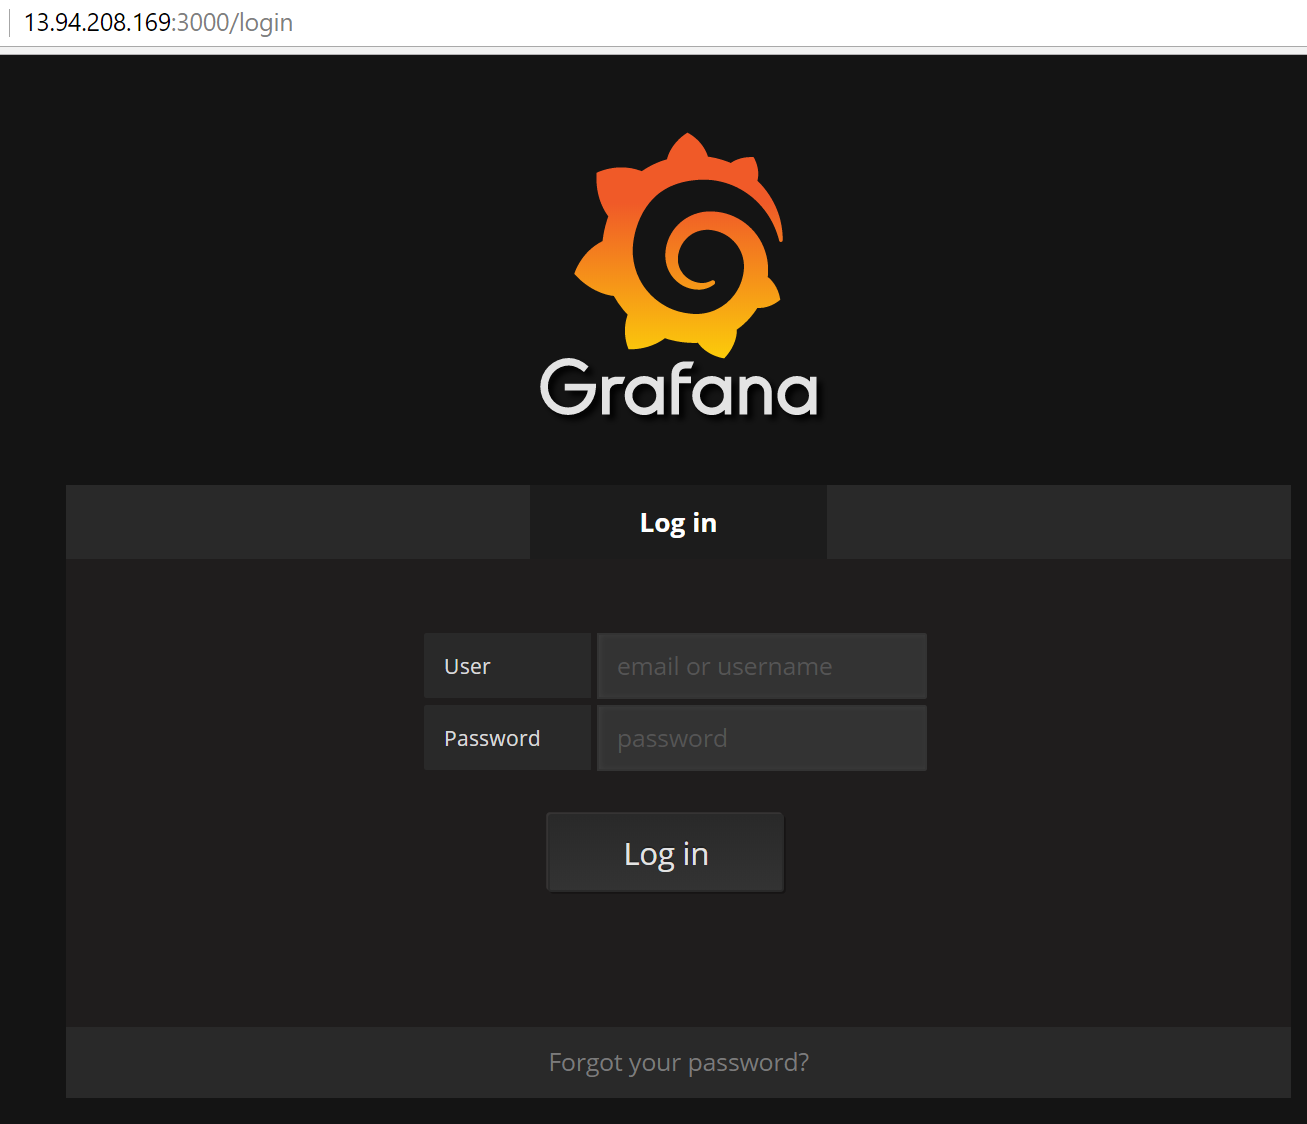 13.94.208.169:3000/login
Grafana
Log in
User
email or username
Password
password
Log in
Forgot your password?